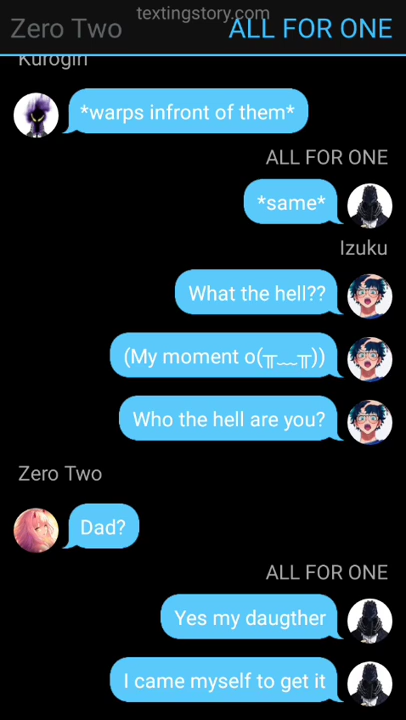 textingstory.com
Zero Two
ALL FOR ONE
Kurogiri
*warps infront of them*
ALL FOR ONE
*same*
Izuku
What the hell??
(My moment o(╥﹏╥))
Who the hell are you?
Zero Two
Dad?
ALL FOR ONE
Yes my daugther
I came myself to get it